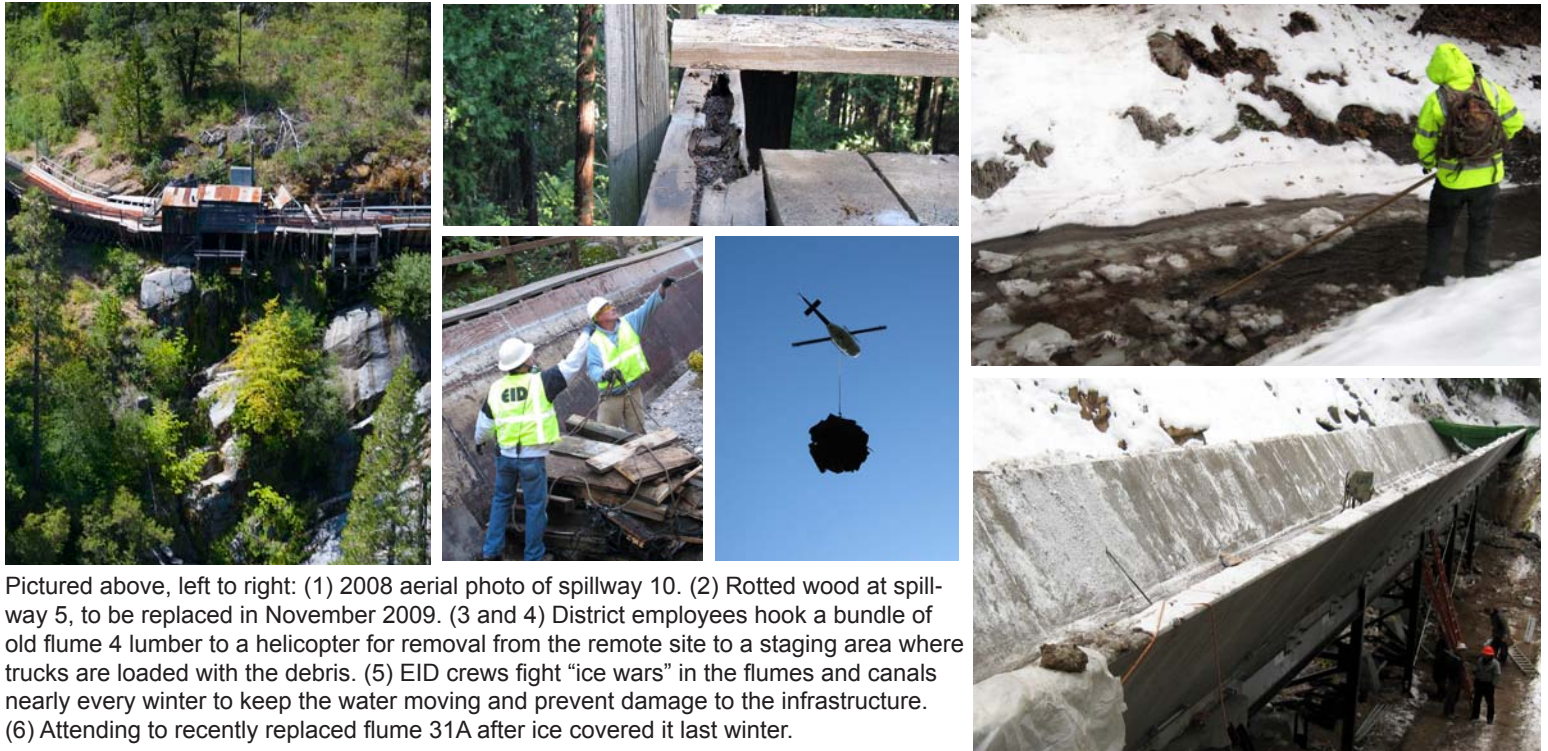 EID
Pictured above, left to right: (1) 2008 aerial photo of spillway 10. (2) Rotted wood at spill-
way 5, to be replaced in November 2009. (3 and 4) District employees hook a bundle of
old flume 4 lumber to a helicopter for removal from the remote site to a staging area where
trucks are loaded with the debris. (5) EID crews fight “ice wars” in the flumes and canals
nearly every winter to keep the water moving and prevent damage to the infrastructure.
(6) Attending to recently replaced flume 31A after ice covered it last winter.